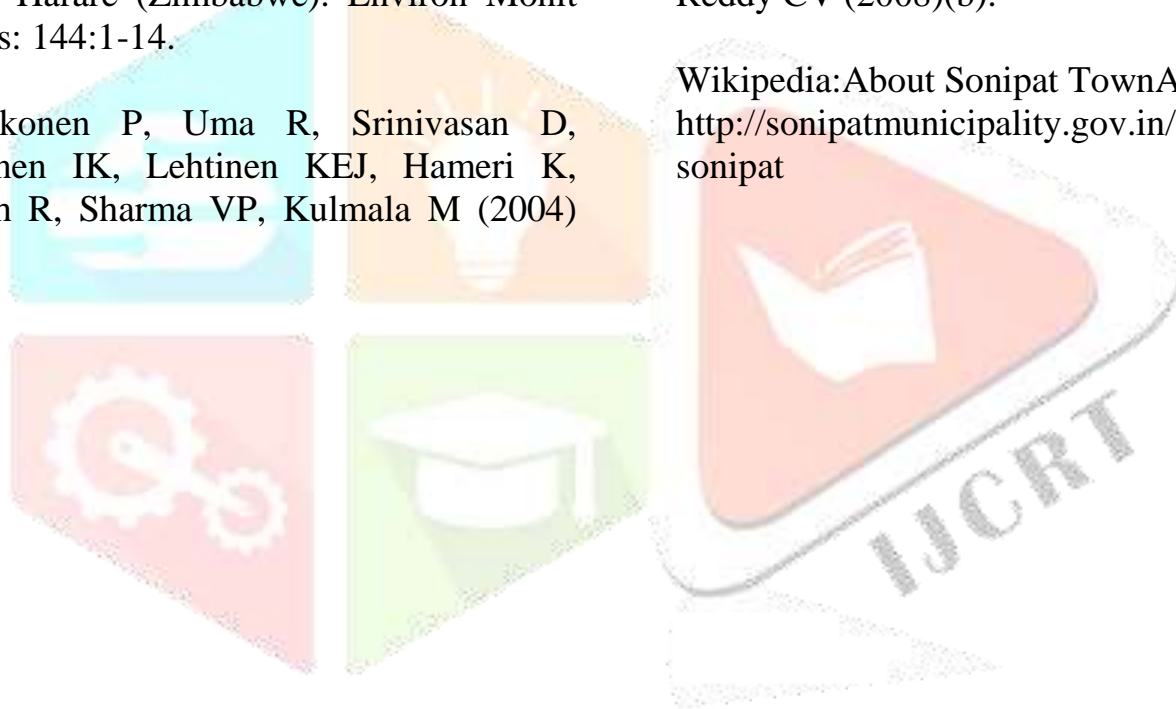 Harare (Zimbabwe). Environ Monit
s: 144:1-14.
konen P, Uma R, Srinivasan D,
nen IK, Lehtinen KEJ, Hameri K,
n R, Sharma VP, Kulmala M (2004)
Reddy CV (2008)(b).
Wikipedia:About Sonipat TownA
http://sonipatmunicipality.gov.in/
sonipat
IJCRT